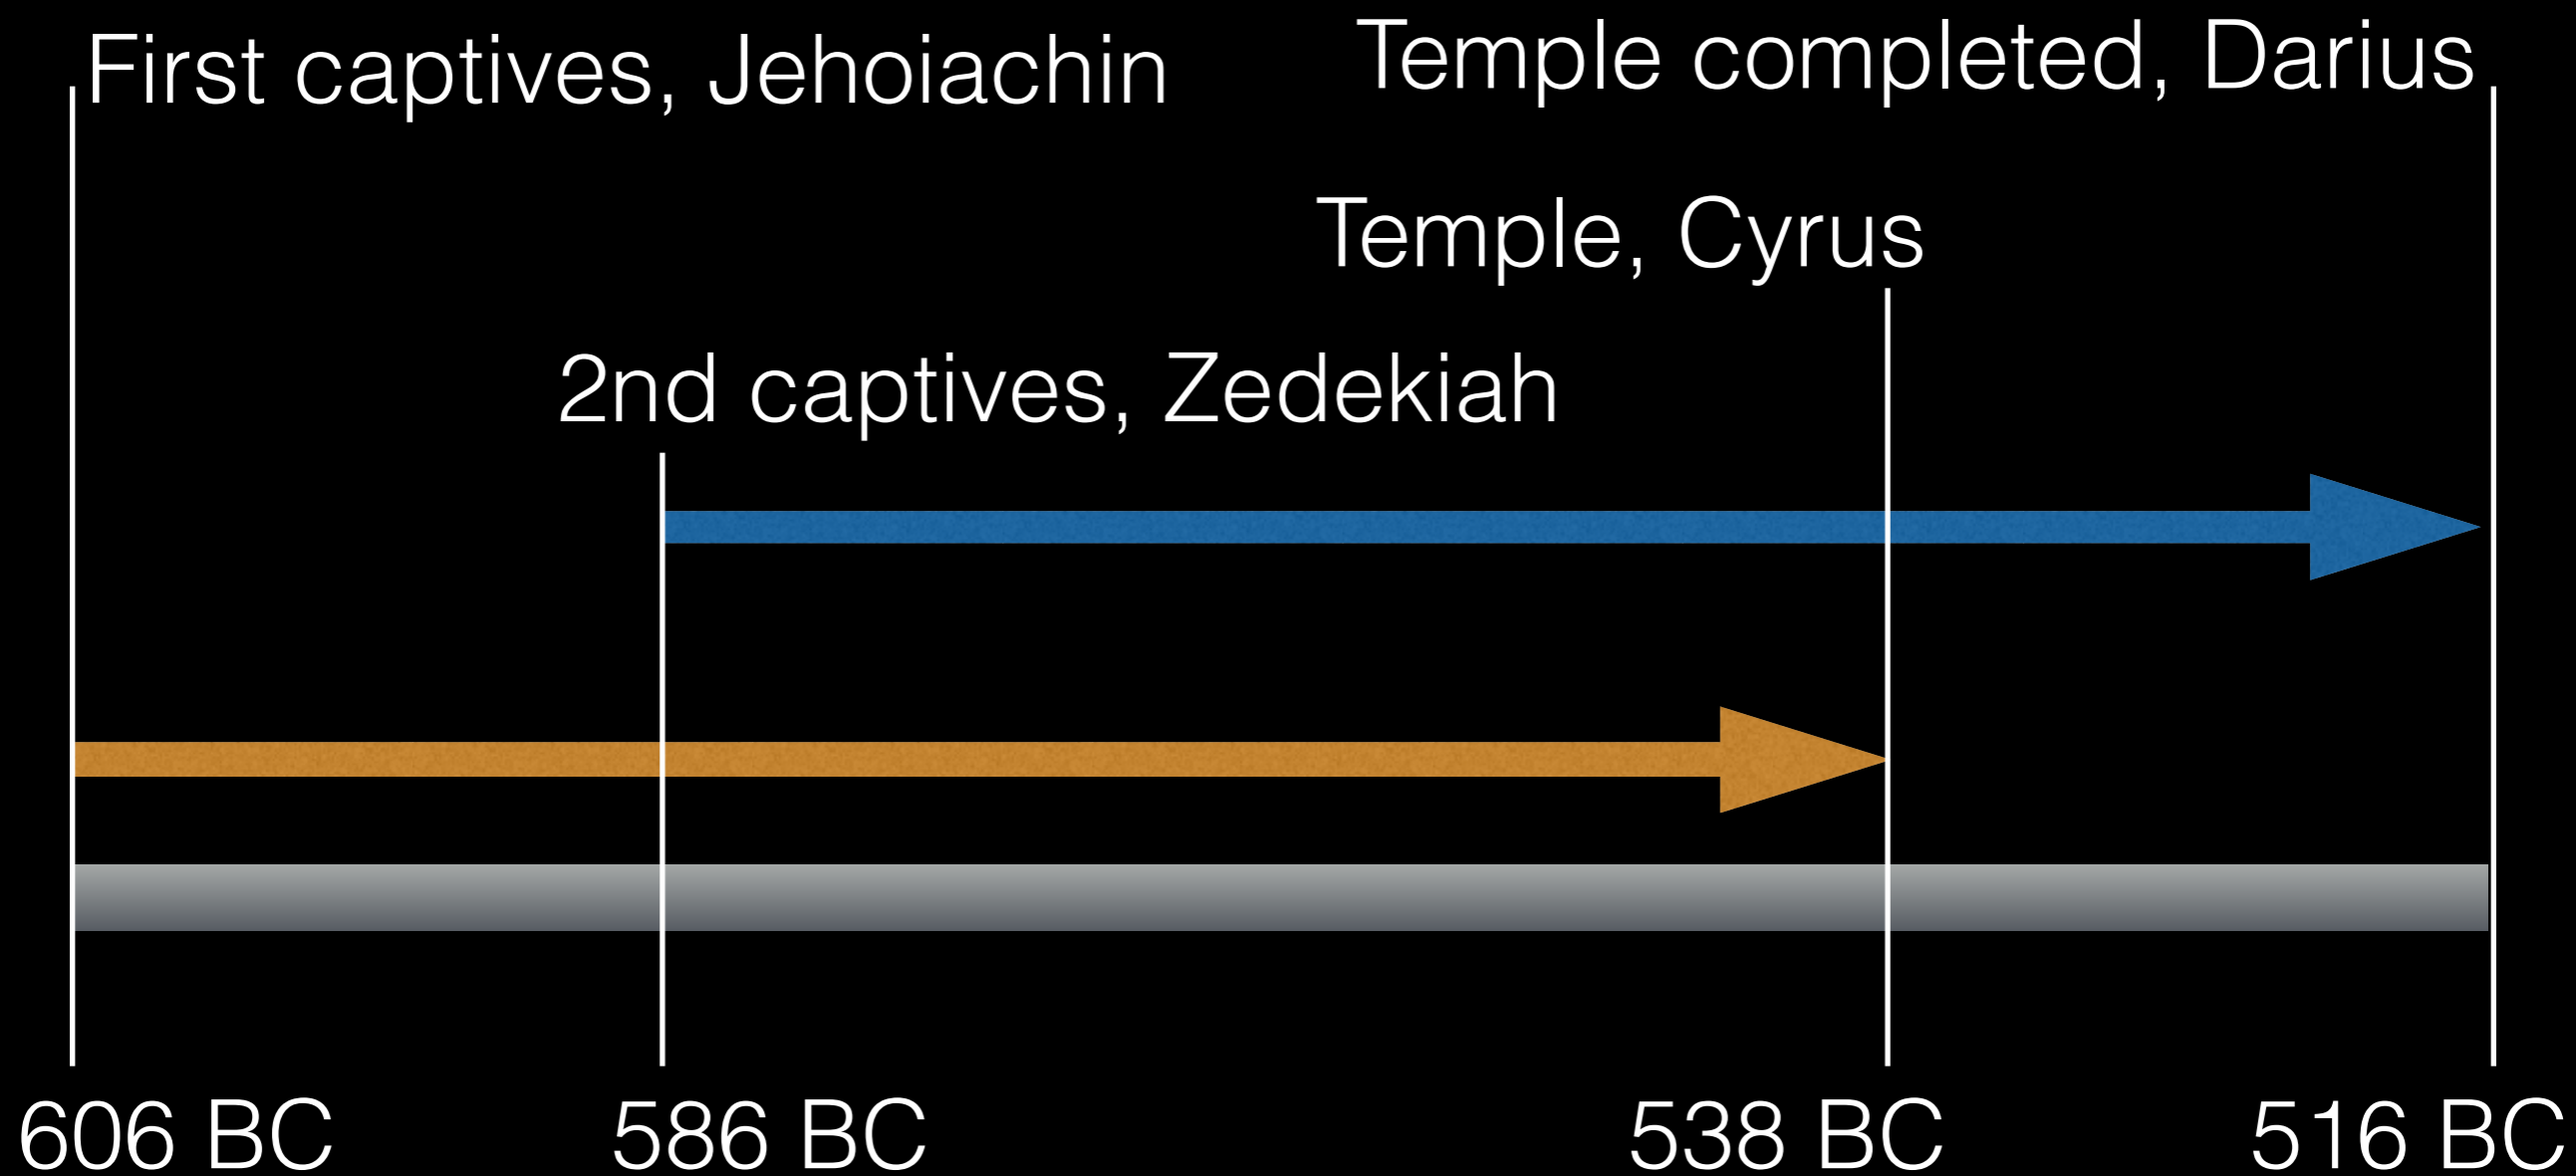 First captives, Jehoiachin
Temple completed, Darius
Temple, Cyrus
2nd captives, Zedekiah
606 BC
586 BC
538 BC
516 BC